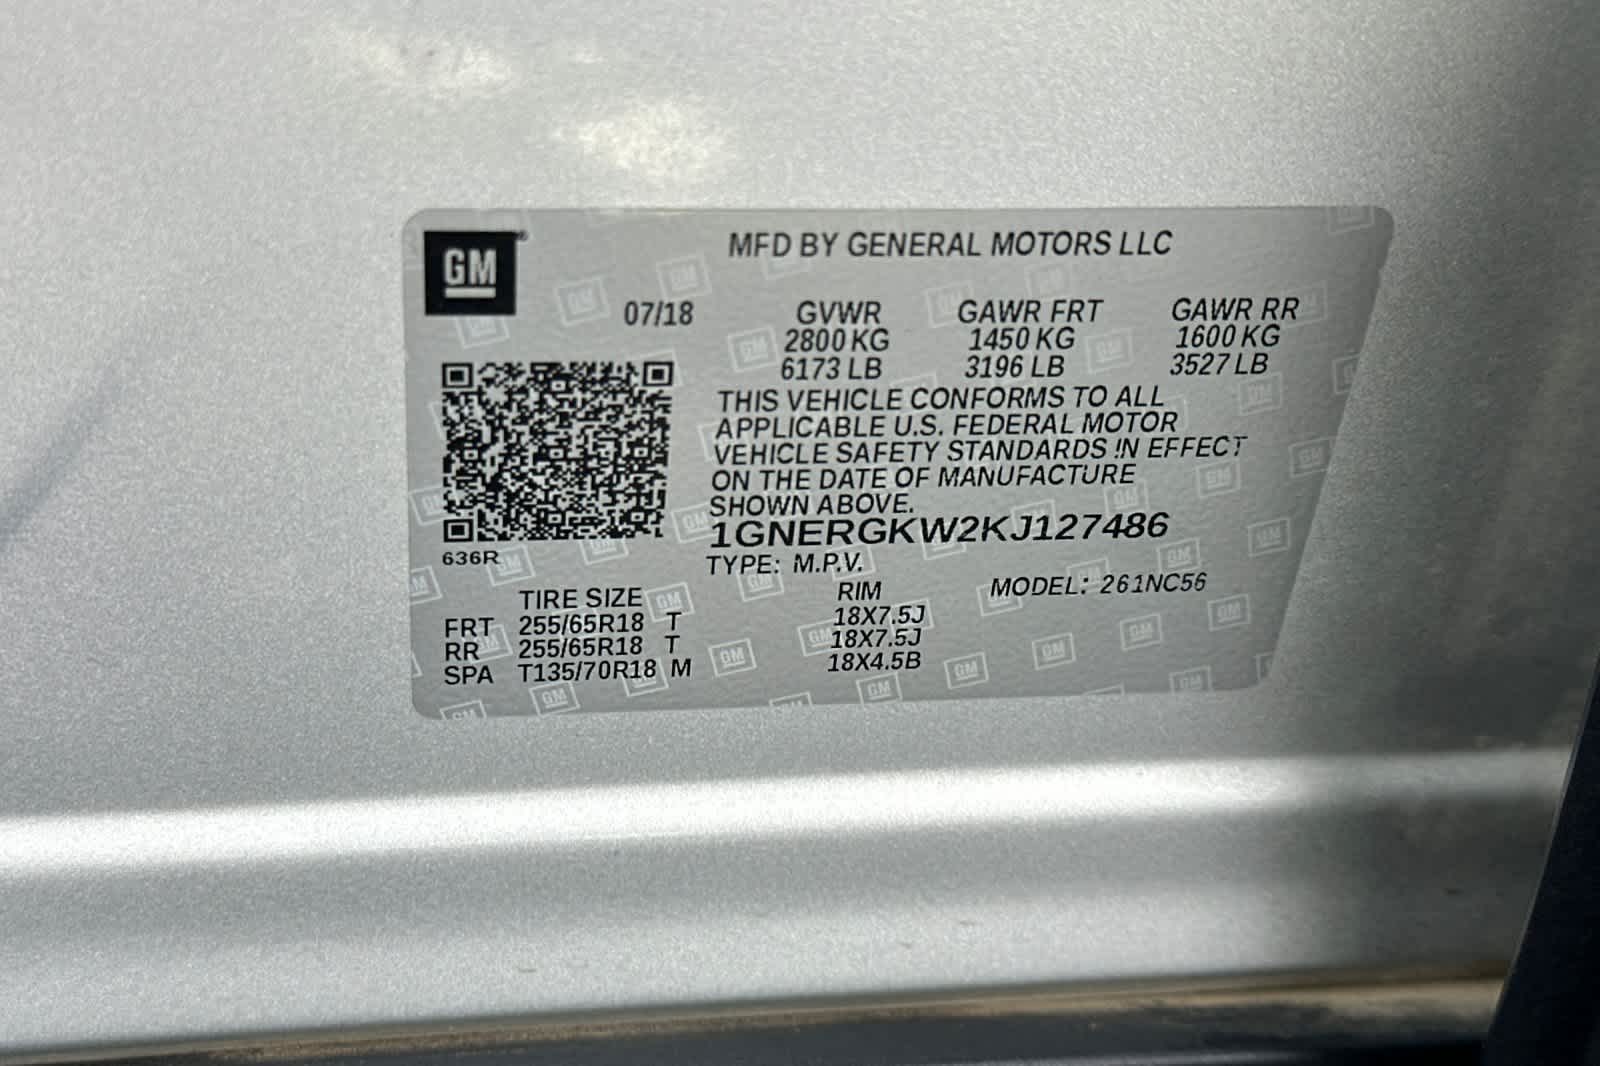 GM
MFD BY GENERAL MOTORS LLC
07/18 GVWR GAWR FRT GAWR RR
2800 KG 1450 KG 1600 KG
6173 LB 3196 LB 3527 LB
THIS VEHICLE CONFORMS TO ALL
APPLICABLE U.S. FEDERAL MOTOR
VEHICLE SAFETY STANDARDS IN EFFECT
ON THE DATE OF MANUFACTURE
SHOWN ABOVE.
1GNERGKW2KJ127486
636R
TYPE: M.P.V.
MODEL: 261NC56
TIRE SIZE RIM
FRT 255/65R18 T 18X7.5J
RR 255/65R18 T 18X7.5J
SPA T135/70R18 M 18X4.5B